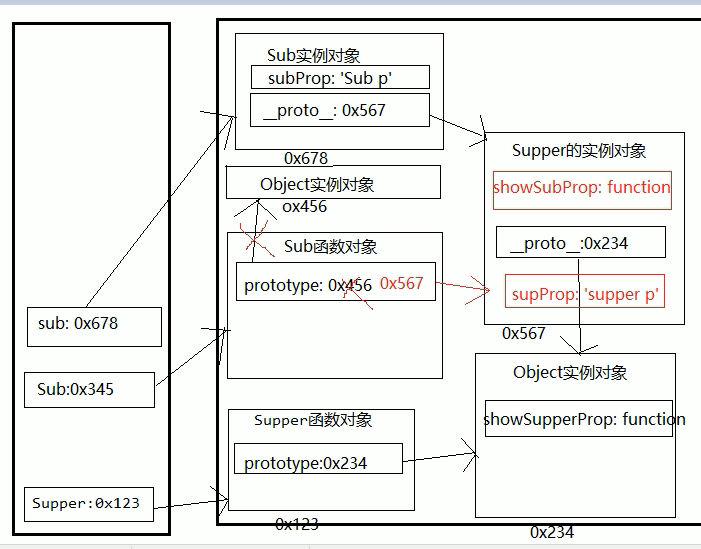 Sub实例对象
subProp: 'Sub p'
__proto__: 0x567
0x678
Object实例对象
ox456
Sub函数对象
prototype: 0x456 0x567
Supper函数对象
prototype:0x234
0x123
sub: 0x678
Sub:0x345
Supper:0x123
Supper的实例对象
showSubProp: function
__proto__:0x234
supProp: 'supper p'
0x567
Object实例对象
showSupperProp: function
0x234